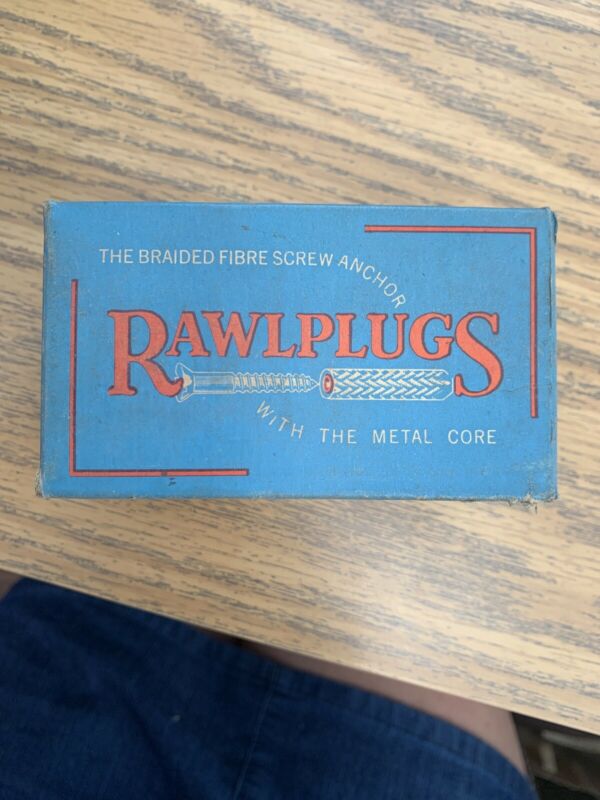 THE BRAIDED FIBRE SCREW ANCHOR
RAWLPLUGS
WITH THE METAL CORE